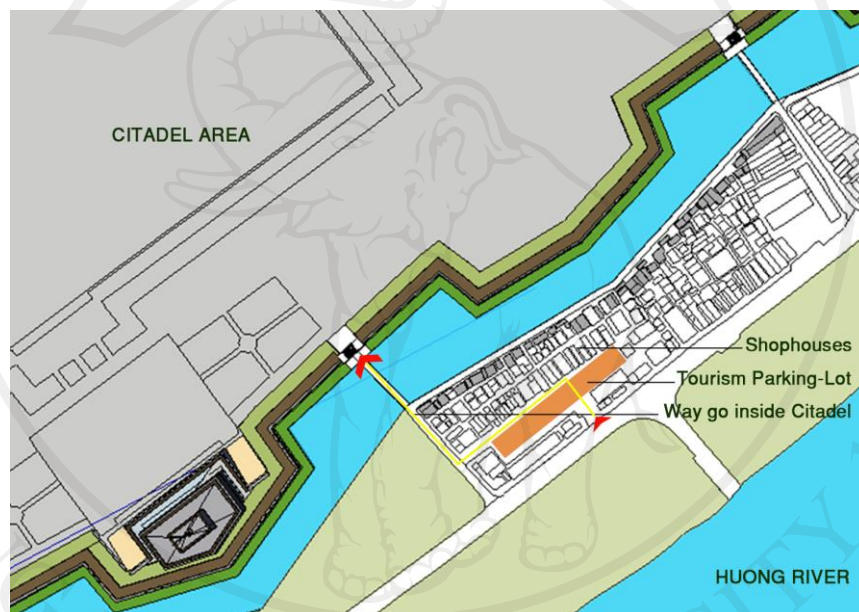 CITADEL AREA
Shophouses
Tourism Parking-Lot
Way go inside Citadel
HUONG RIVER